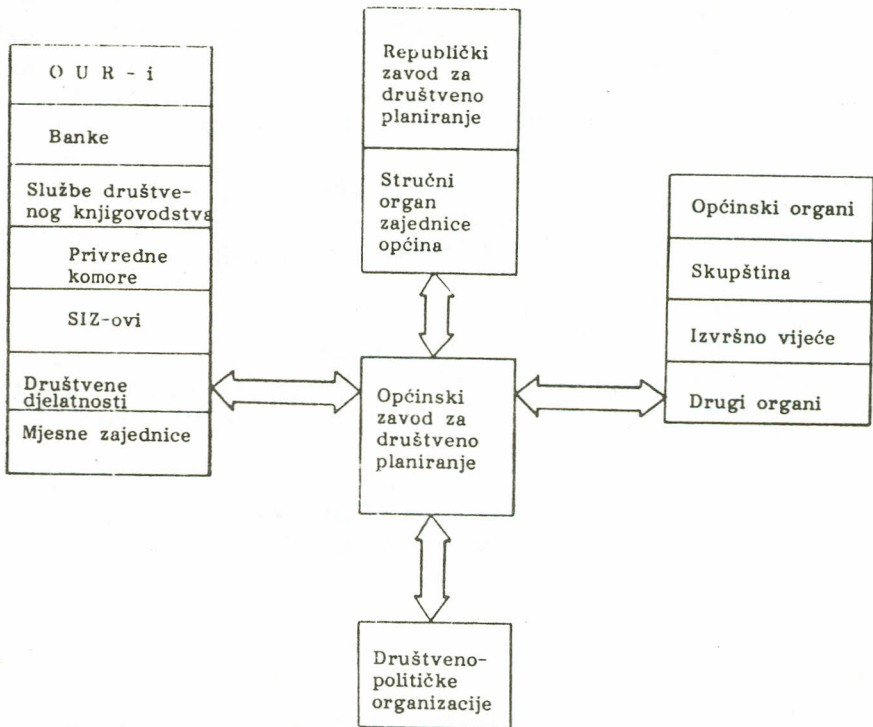 O U R - i
Banke
Službe društve-
nog knjigovodstva
Privredne
komore
SIZ-ovi
Društvene
djelatnosti
Mjesne zajednice
Republički
zavod za
društveno
planiranje
Stručni
organ
zajednice
općina
Općinski
zavod za
društveno
planiranje
Društveno-
političke
organizacije
Općinski organi
Skupština
Izvršno vijeće
Drugi organi